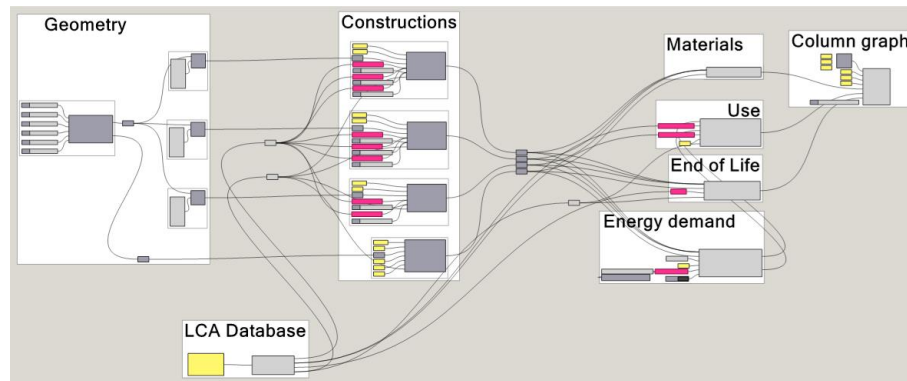 Geometry
Constructions
Materials
Column graph
Use
End of Life
Energy demand
LCA Database